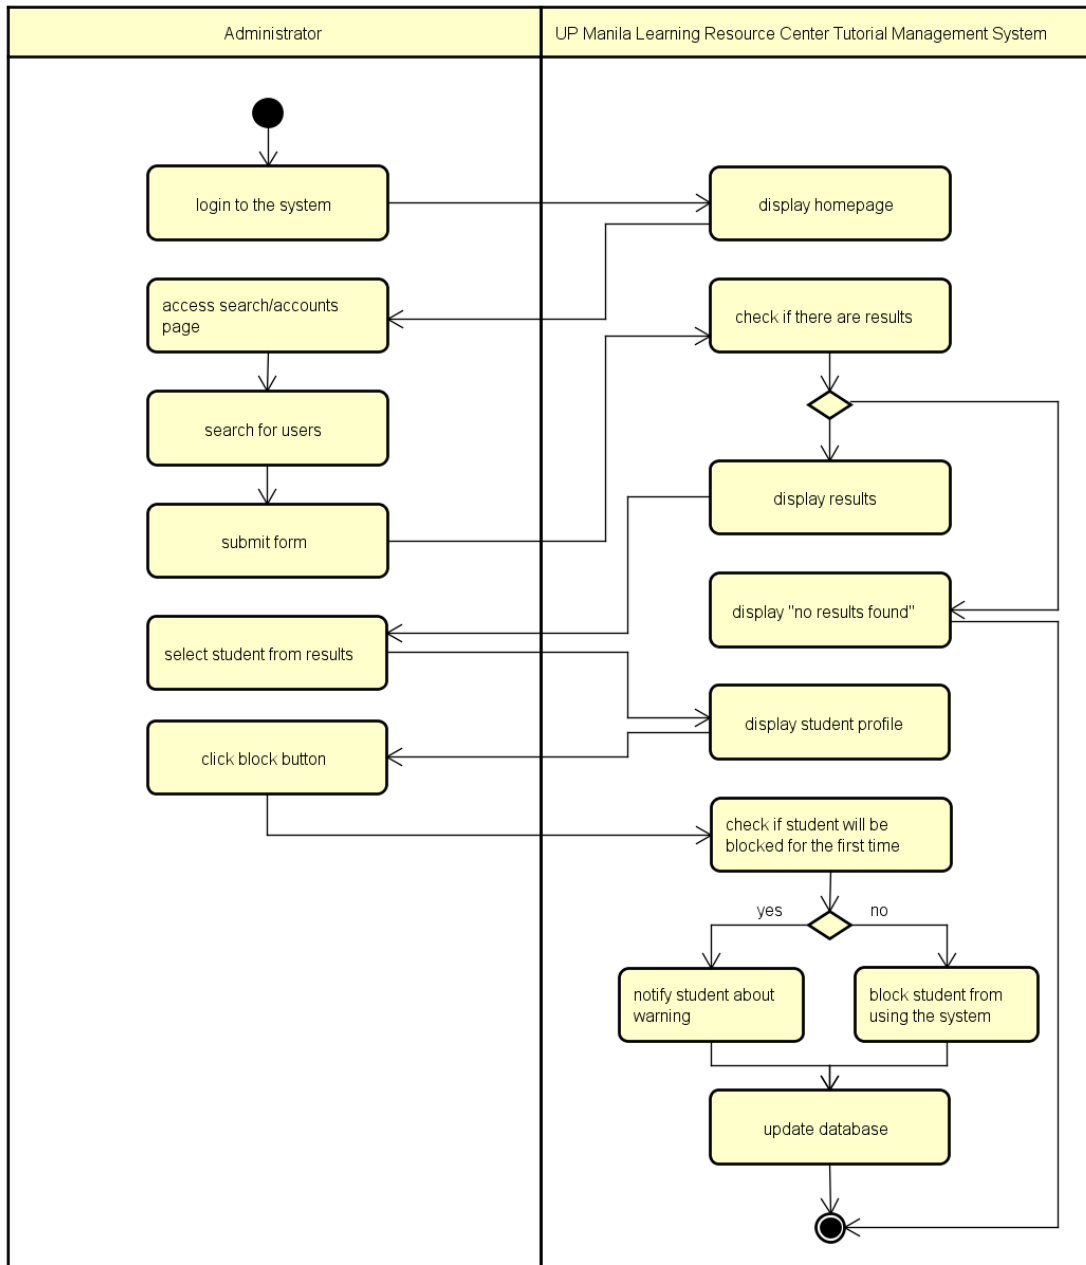 Administrator
UP Manila Learning Resource Center Tutorial Management System
login to the system
display homepage
access search/accounts
page
check if there are results
search for users
display results
submit form
display "no results found"
select student from results
display student profile
click block button
check if student will be
blocked for the first time
yes
no
notify student about
warning
block student from
using the system
update database